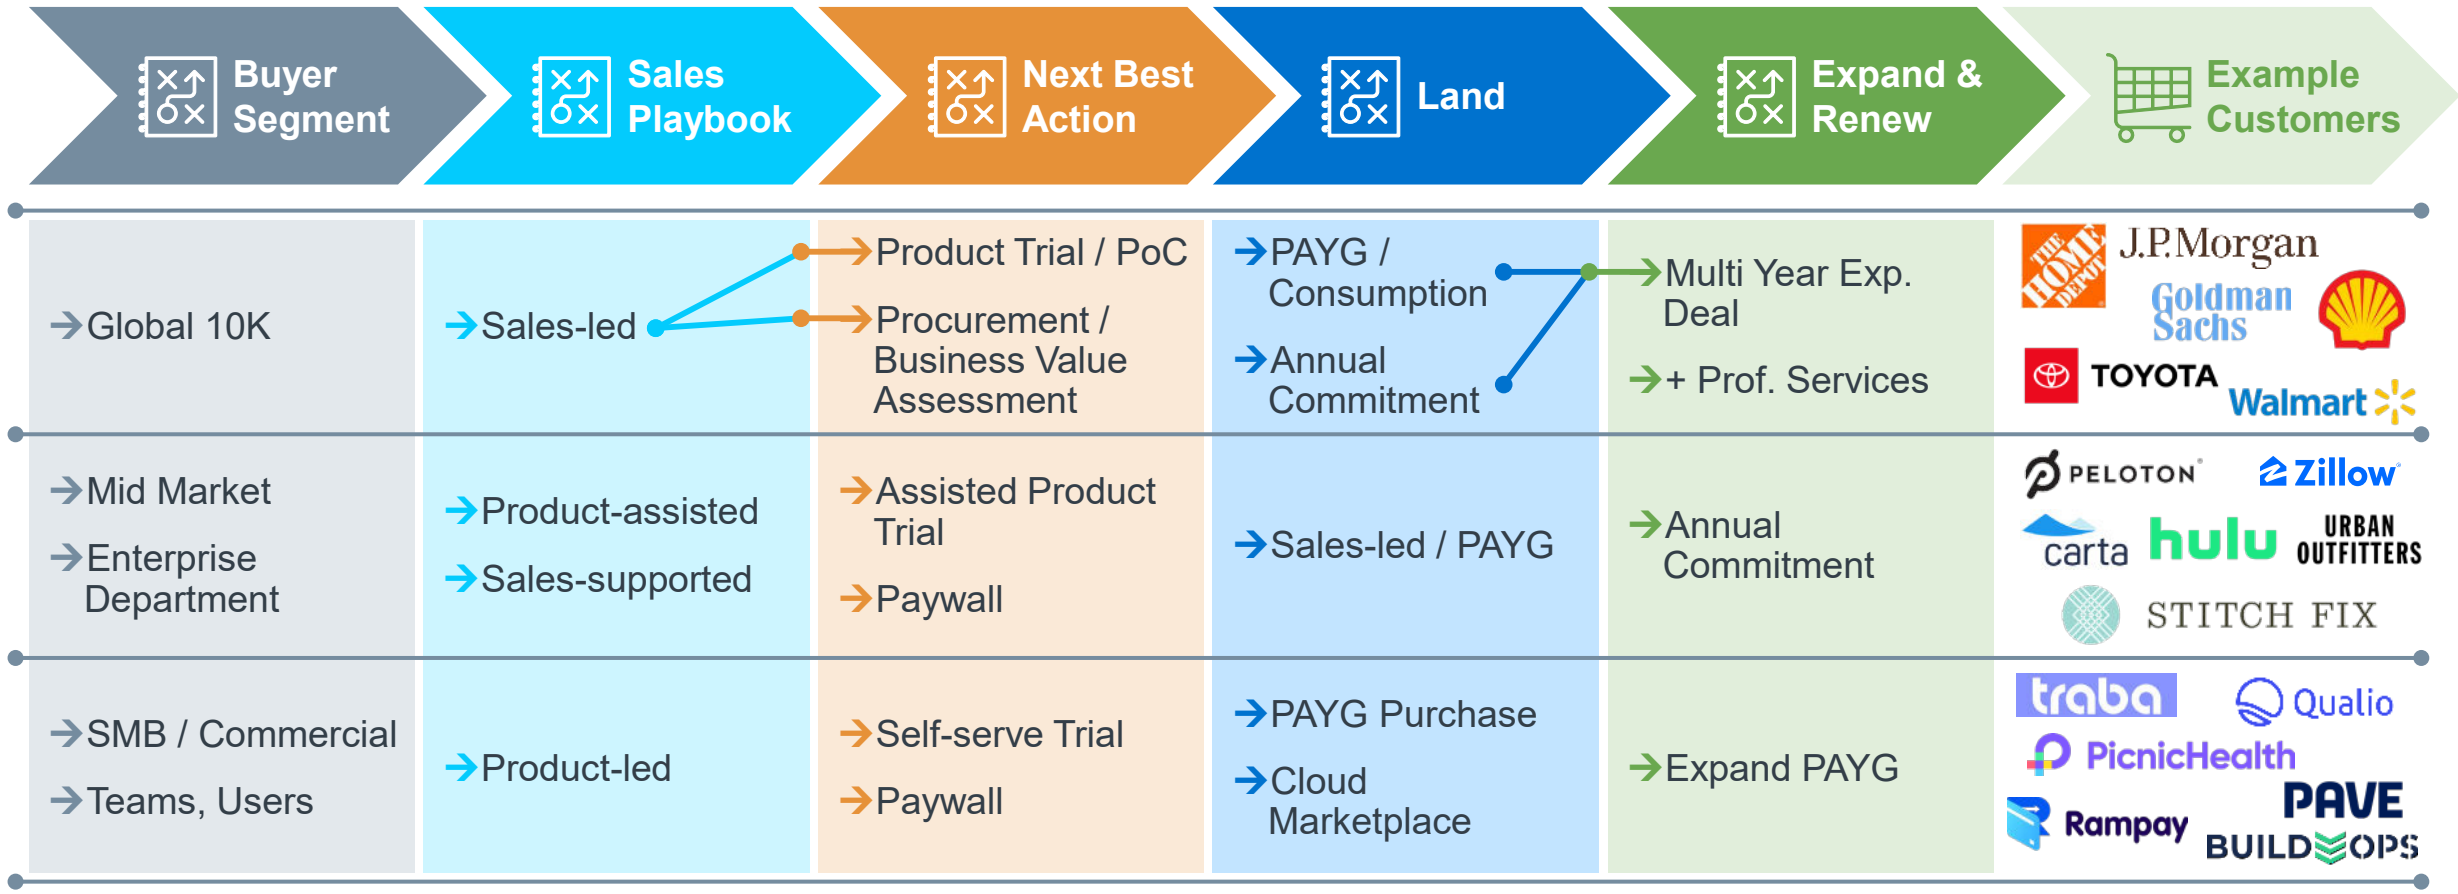 Buyer
Segment
Sales
Playbook
Next Best
Action
Land
Expand &
Renew
Example
Customers
Global 10K
Sales-led
Product Trial / PoC
Procurement /
Business Value
Assessment
PAYG /
Consumption
Annual
Commitment
Multi Year Exp.
Deal
+ Prof. Services
THE
HOME
DEPOT
J.P.Morgan
Goldman
Sachs
TOYOTA
Walmart
Mid Market
Enterprise
Department
Product-assisted
Sales-supported
Assisted Product
Trial
Paywall
Sales-led / PAYG
Annual
Commitment
PELOTON
Zillow
carta
hulu
URBAN
OUTFITTERS
STITCH FIX
SMB / Commercial
Teams, Users
Product-led
Self-serve Trial
Paywall
PAYG Purchase
Cloud
Marketplace
Expand PAYG
traba
Qualio
PicnicHealth
PAVE
Rampay
BUILDOPS